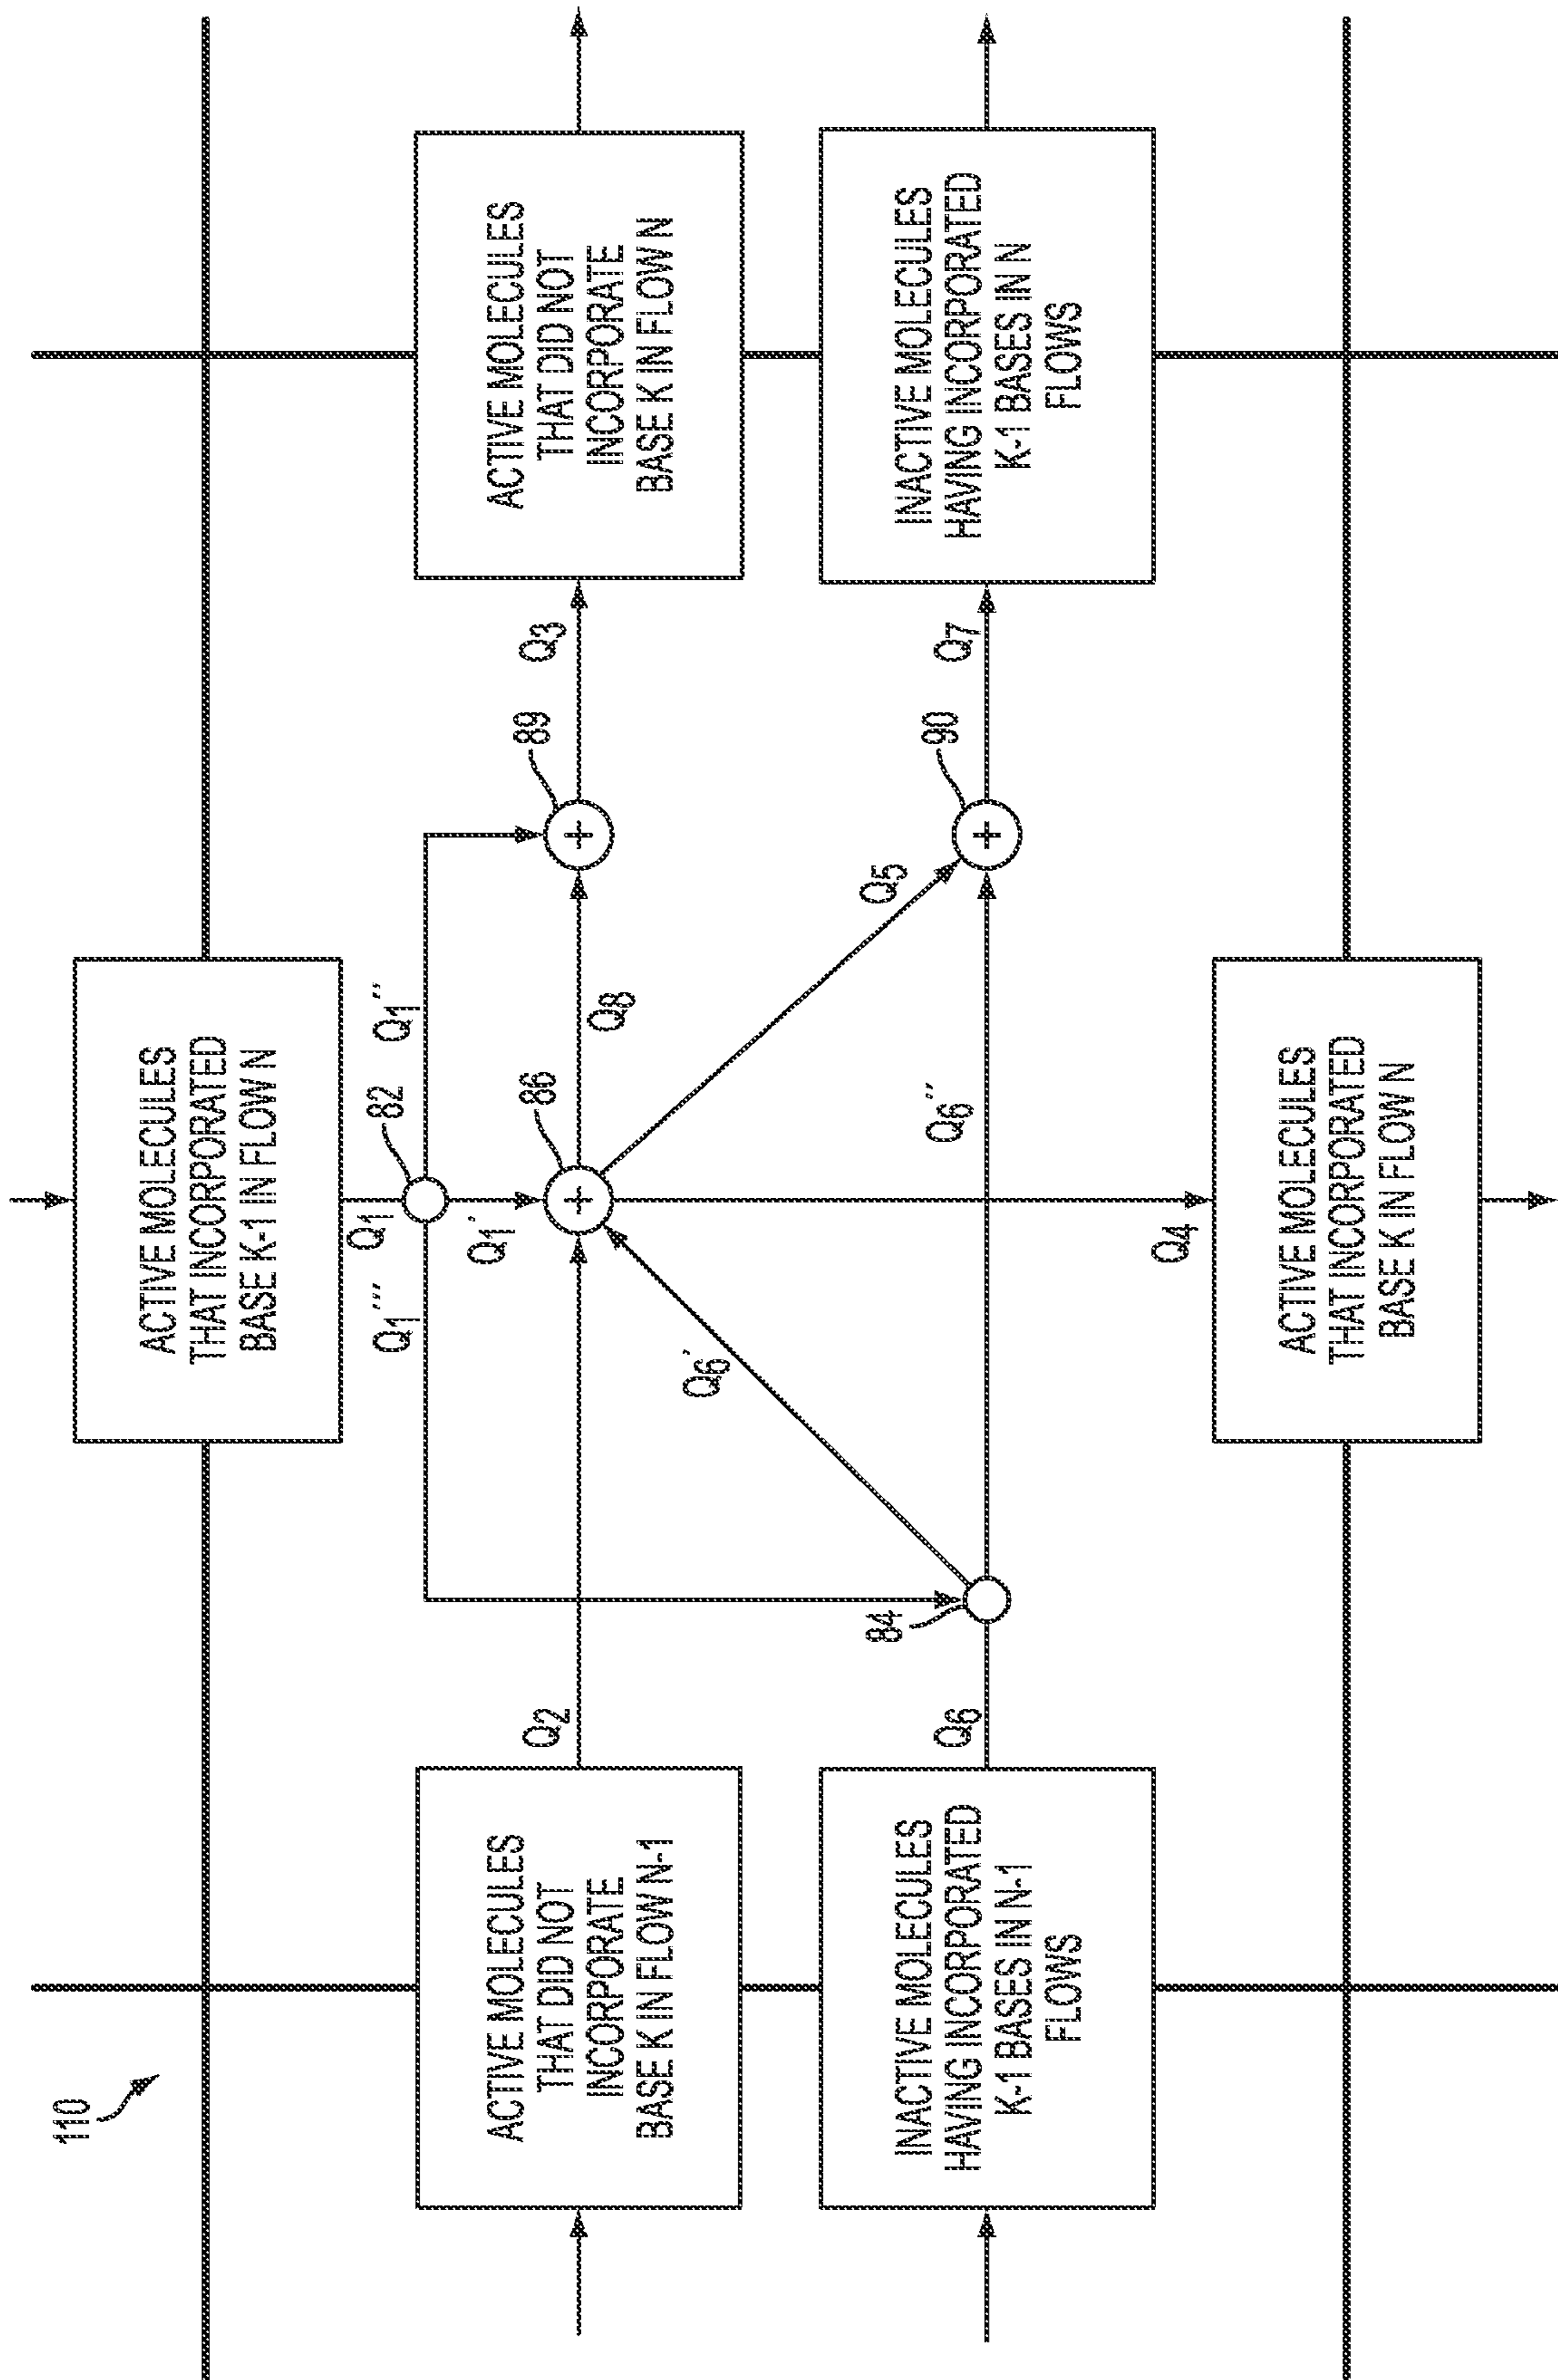 110
ACTIVE MOLECULES
THAT INCORPORATED
BASE K-1 IN FLOW N
Q1
82
Q1'
Q1''
Q1'''
ACTIVE MOLECULES
THAT DID NOT
INCORPORATE
BASE K IN FLOW N-1
Q2
86
+
Q8
89
+
Q3
ACTIVE MOLECULES
THAT DID NOT
INCORPORATE
BASE K IN FLOW N
Q6'
Q5
INACTIVE MOLECULES
HAVING INCORPORATED
K-1 BASES IN N-1
FLOWS
Q6
84
Q6''
90
+
Q7
INACTIVE MOLECULES
HAVING INCORPORATED
K-1 BASES IN N
FLOWS
Q4
ACTIVE MOLECULES
THAT INCORPORATED
BASE K IN FLOW N